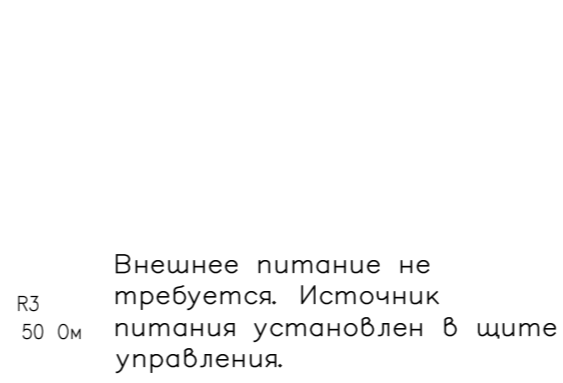 Внешнее питание не
требуется. Источник
питания установлен в щите
управления.
R3
50 Ом